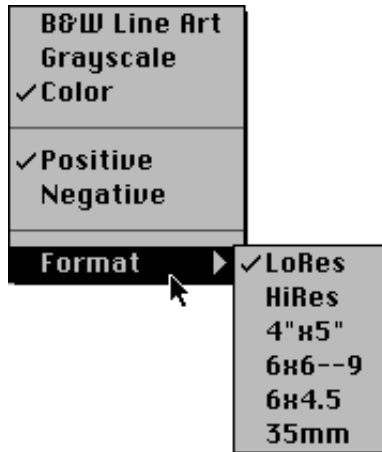 B&W Line Art
Grayscale
✓Color
✓Positive
Negative
Format
✓LoRes
HiRes
4"x5"
6x6--9
6x4.5
35mm